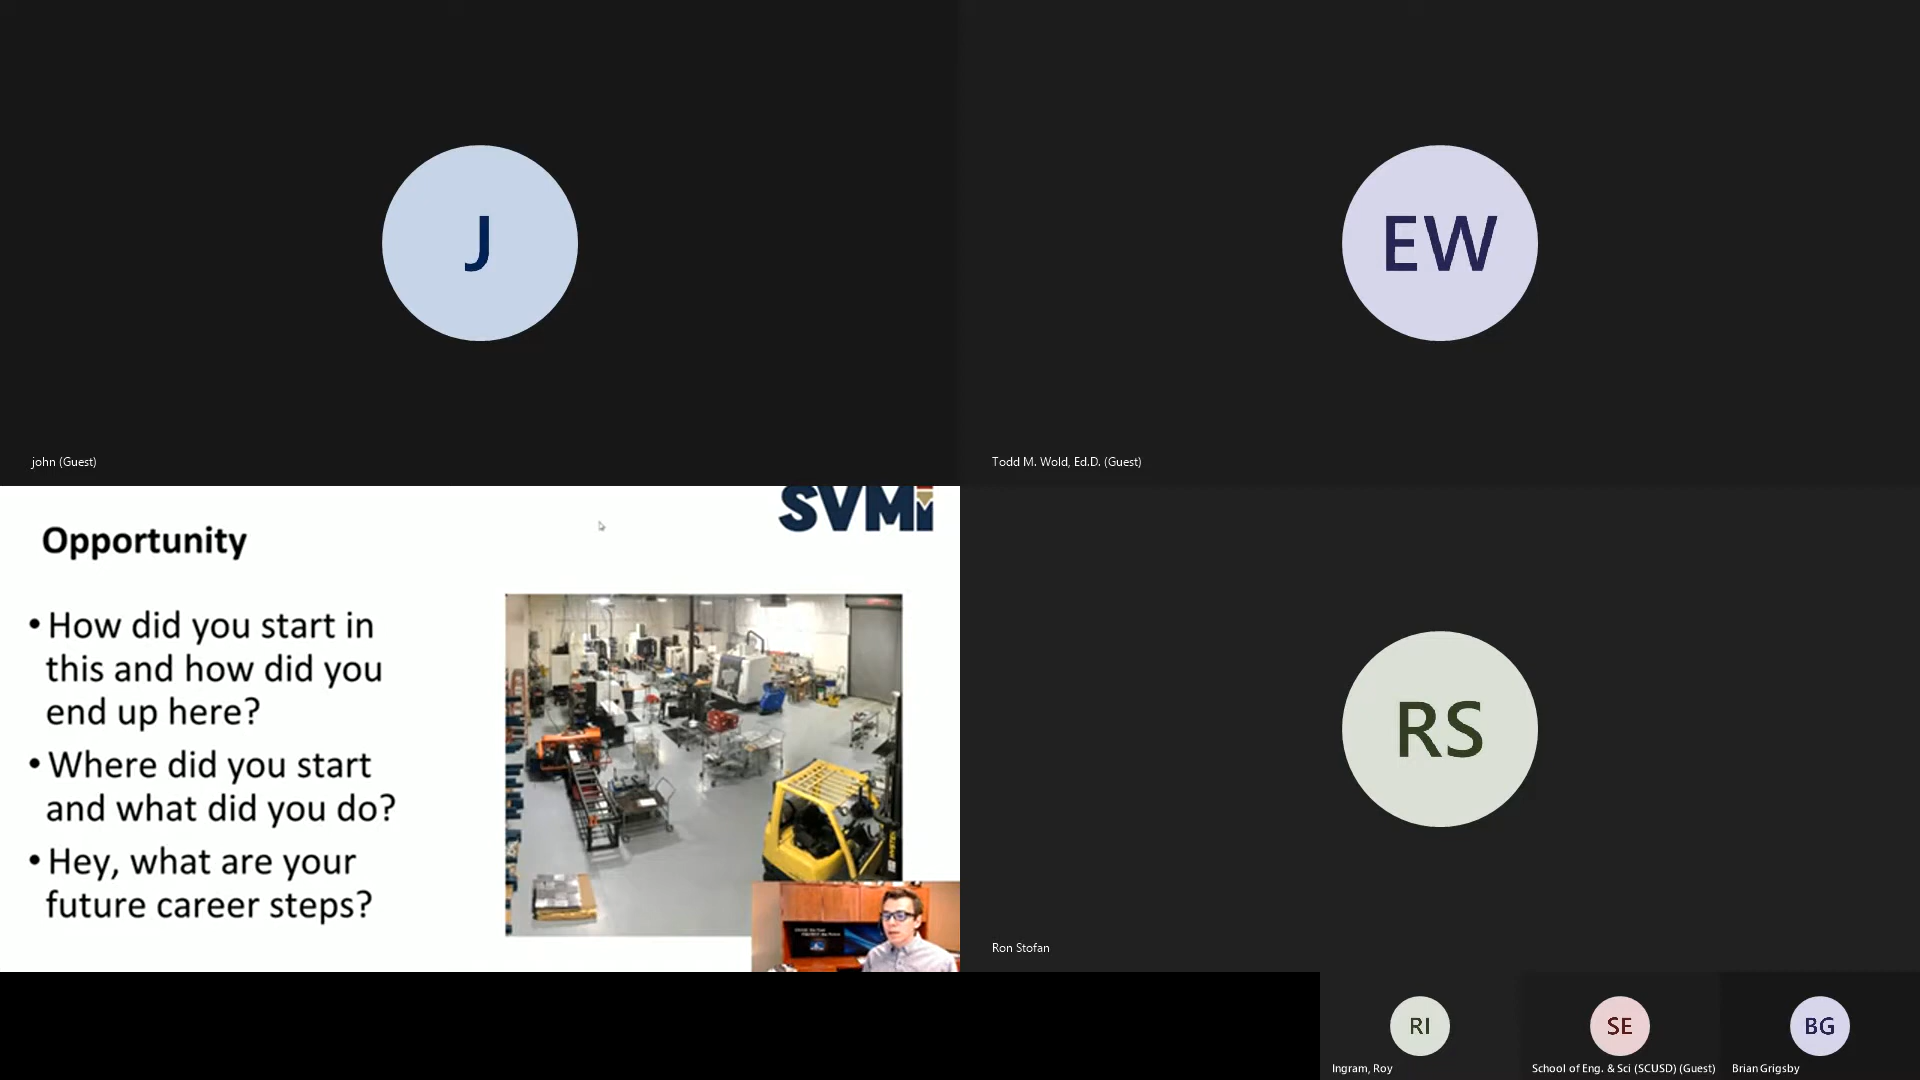 J
john (Guest)
EW
Todd M. Wold, Ed.D. (Guest)
SVMi
Opportunity
• How did you start in
this and how did you
end up here?
• Where did you start
and what did you do?
• Hey, what are your
future career steps?
RS
Ron Stofan
RI
Ingram, Roy
SE
School of Eng. & Sci (SCUSD) (Guest)
BG
Brian Grigsby